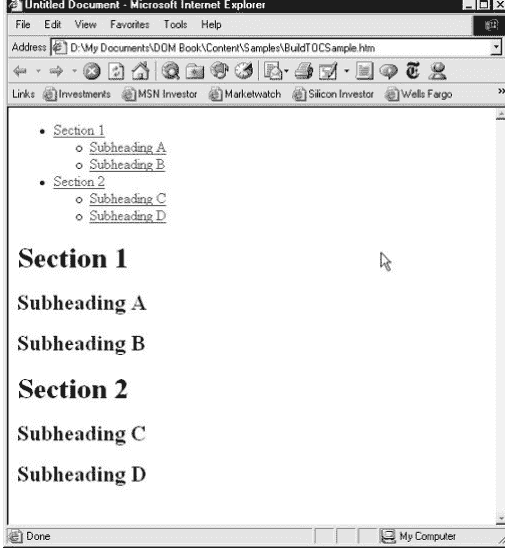 Untitled Document - Microsoft Internet Explorer
File Edit View Favorites Tools Help
Address D:\My Documents\DOM Book\Content\Samples\BuildTOCSample.htm
Links Investments MSN Investor Marketwatch Silicon Investor Wells Fargo »
Section 1
Subheading A
Subheading B
Section 2
Subheading C
Subheading D
Section 1
Subheading A
Subheading B
Section 2
Subheading C
Subheading D
Done My Computer